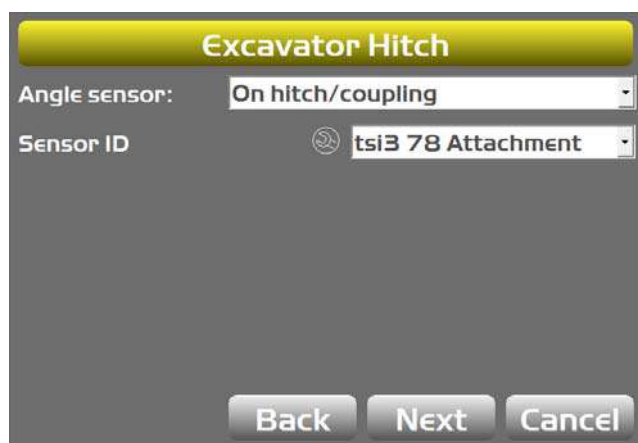 Excavator Hitch
Angle sensor: On hitch/coupling
Sensor ID tsi3 78 Attachment
Back Next Cancel